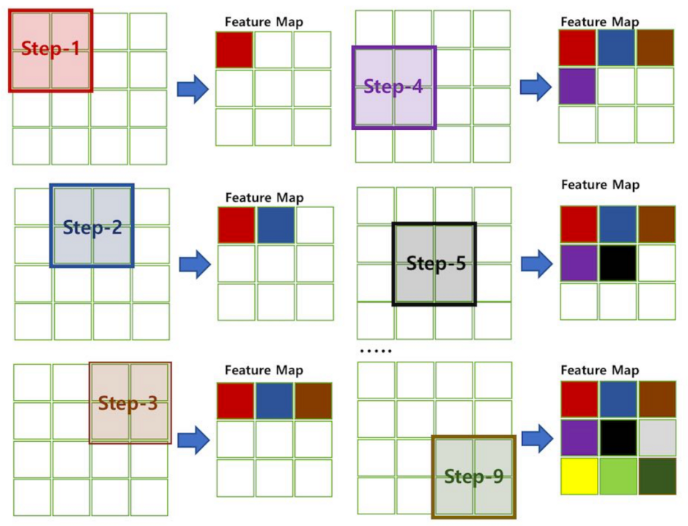 Step-1
Feature Map
Step-2
Feature Map
Step-3
Feature Map
Step-4
Feature Map
Step-5
Feature Map
.....
Step-9
Feature Map